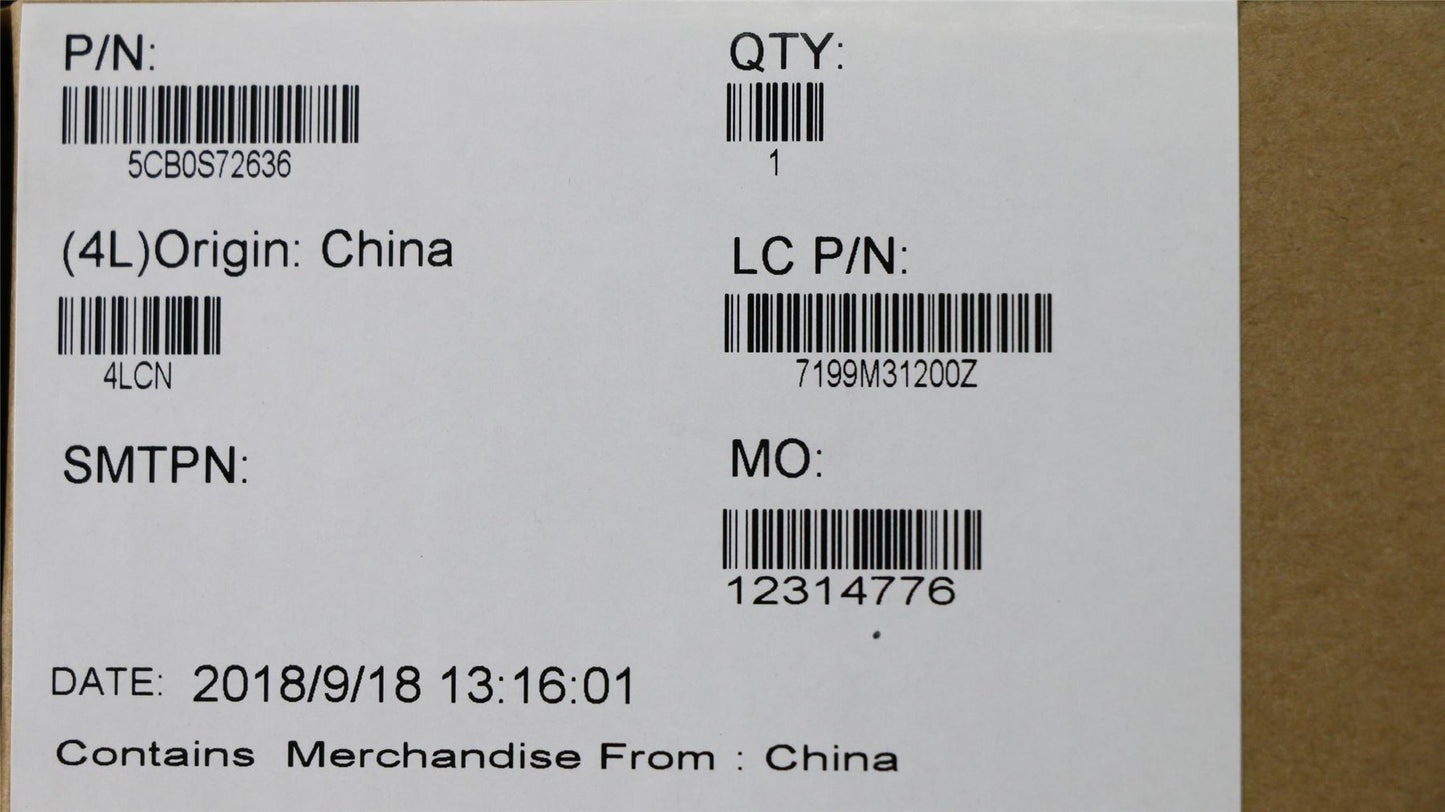 P/N:
5CB0S72636
QTY:
1
(4L)Origin: China
4LCN
LC P/N:
7199M31200Z
SMTPN:
MO:
12314776
DATE: 2018/9/18 13:16:01
Contains Merchandise From : China